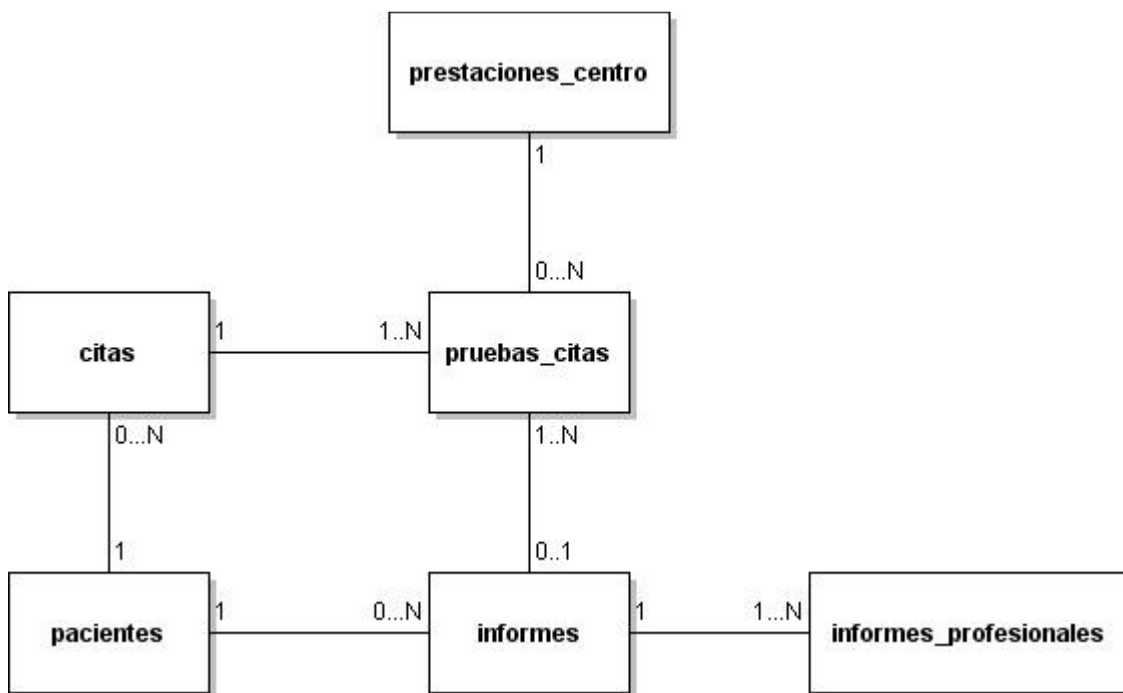 prestaciones_centro
1
0...N
citas
1
1..N
pruebas_citas
0...N
1..N
1
0..1
pacientes
1
0...N
informes
1
1..N
informes_profesionales